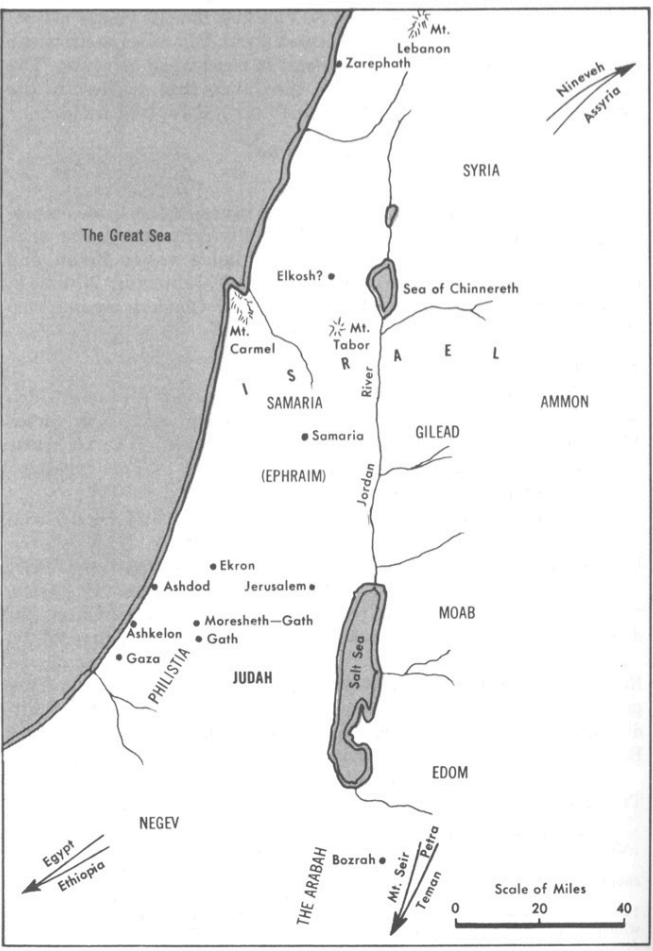 Mt.
Lebanon
Zarephath
Nineveh
Assyria
SYRIA
The Great Sea
Elkosh?
Sea of Chinnereth
Mt.
Carmel
Mt.
Tabor
I S R A E L
River
Jordan
SAMARIA
AMMON
Samaria
GILEAD
(EPHRAIM)
Ekron
Ashdod
Jerusalem
Moresheth—Gath
Ashkelon
Gath
Gaza
MOAB
PHILISTIA
JUDAH
Salt Sea
EDOM
NEGEV
Egypt
Ethiopia
THE ARABAH
Bozrah
Mt. Seir
Petra
Teman
Scale of Miles
0 20 40